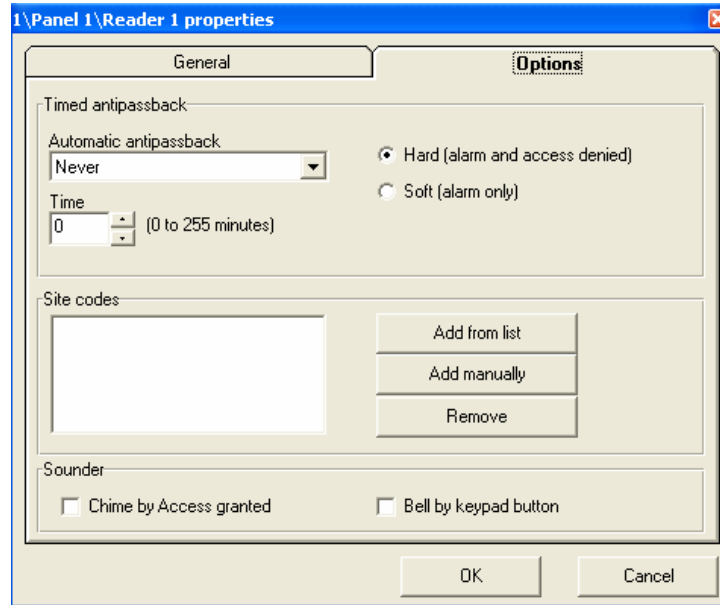 1\Panel 1\Reader 1 properties
General
Options
Timed antipassback
Automatic antipassback
Never
Hard (alarm and access denied)
Soft (alarm only)
Time
0
(0 to 255 minutes)
Site codes
Add from list
Add manually
Remove
Sounder
Chime by Access granted
Bell by keypad button
OK
Cancel